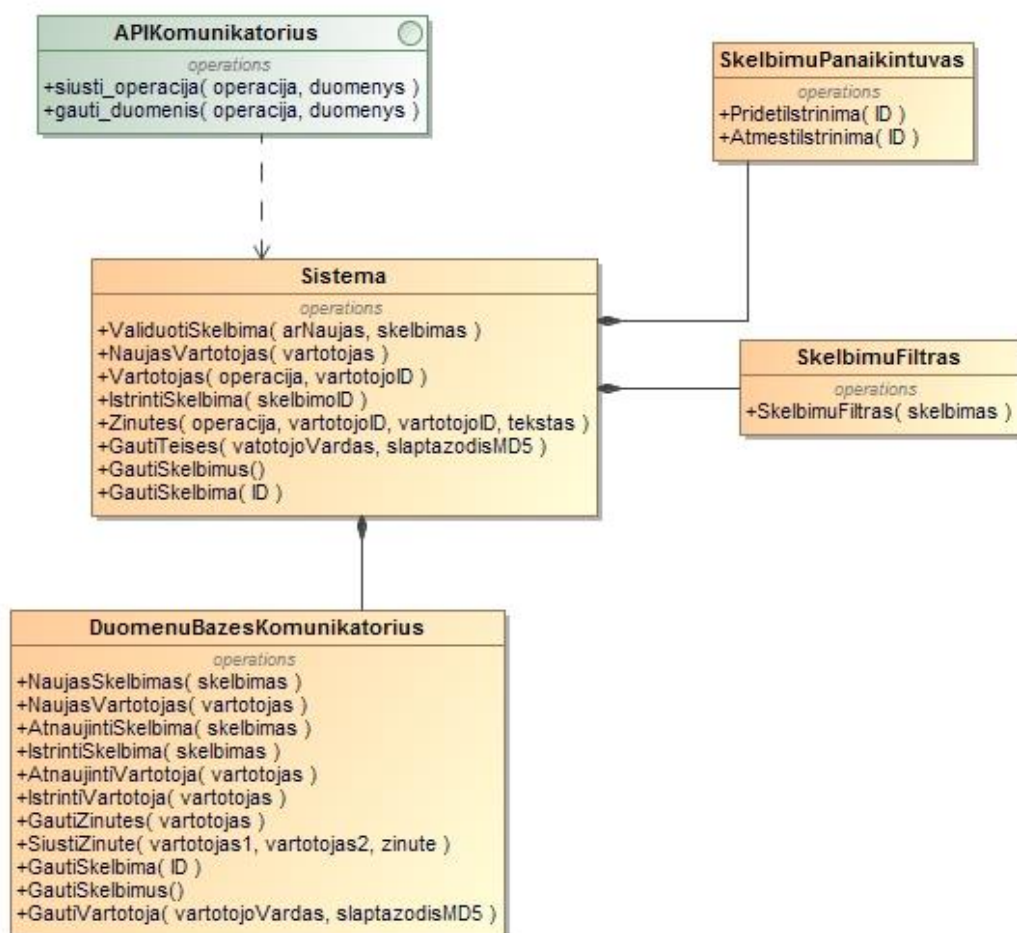 APIKomunikatorius
operations
+siusti_operacija( operacija, duomenys )
+gauti_duomenis( operacija, duomenys )
SkelbimuPanaikintuvas
operations
+PridetiIstrinima( ID )
+AtmestiIstrinima( ID )
Sistema
operations
+ValiduotiSkelbima( arNaujas, skelbimas )
+NaujasVartotojas( vartotojas )
+Vartotojas( operacija, vartotojoID )
+IstrintiSkelbima( skelbimoID )
+Zinutes( operacija, vartotojoID, vartotojoID, tekstas )
+GautiTeises( vatotojoVardas, slaptazodisMD5 )
+GautiSkelbimus()
+GautiSkelbima( ID )
SkelbimuFiltras
operations
+SkelbimuFiltras( skelbimas )
DuomenuBazesKomunikatorius
operations
+NaujasSkelbimas( skelbimas )
+NaujasVartotojas( vartotojas )
+AtnaujintiSkelbima( skelbimas )
+IstrintiSkelbima( skelbimas )
+AtnaujintiVartotoja( vartotojas )
+IstrintiVartotoja( vartotojas )
+GautiZinutes( vartotojas )
+SiustiZinute( vartotojas1, vartotojas2, zinute )
+GautiSkelbima( ID )
+GautiSkelbimus()
+GautiVartotoja( vartotojoVardas, slaptazodisMD5 )